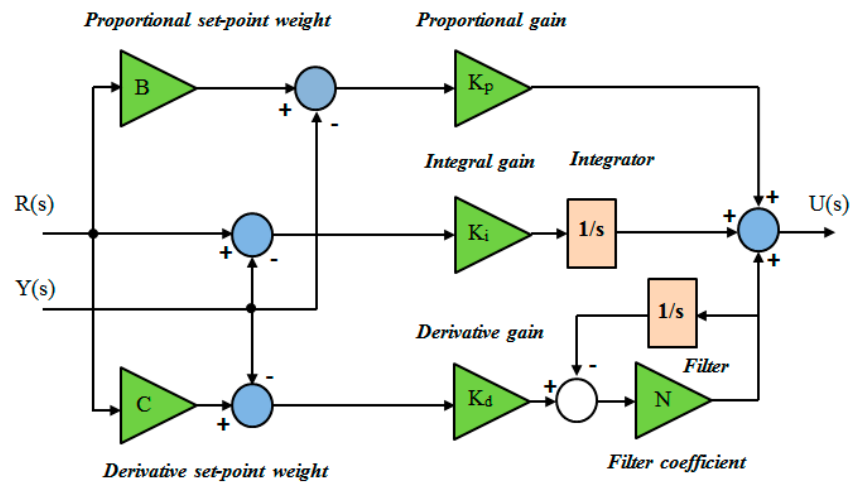 Proportional set-point weight
Proportional gain
B
+
-
Kp
Integral gain
Integrator
+
R(s)
+
-
Ki
1/s
+
U(s)
+
Y(s)
1/s
Derivative gain
-
-
Filter
C
+
Kd
+
N
Derivative set-point weight
Filter coefficient